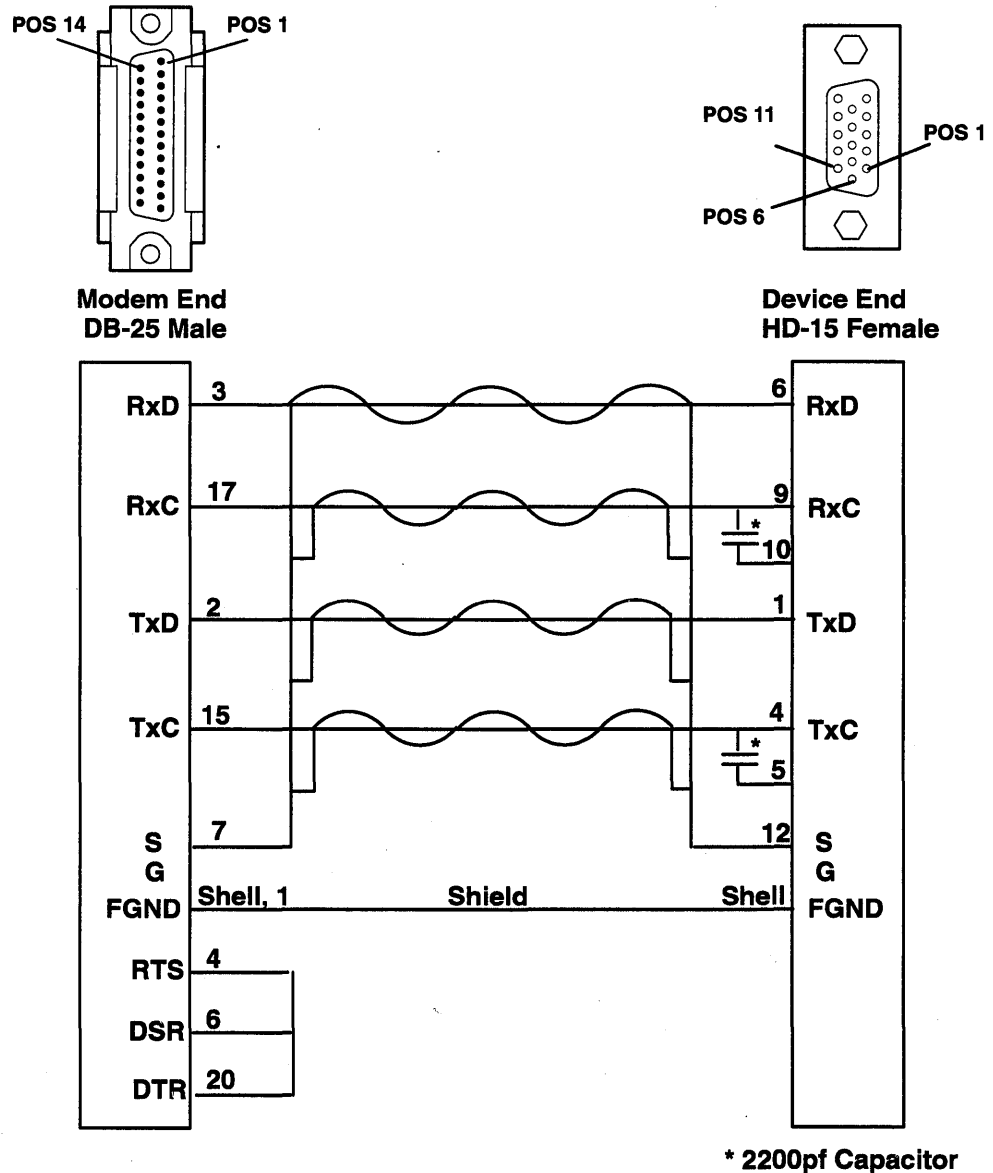 POS 14
POS 1
POS 11
POS 1
POS 6
Modem End
DB-25 Male
Device End
HD-15 Female
RxD 3 6 RxD
RxC 17 9 RxC
*
10
TxD 2 1 TxD
TxC 15 4 TxC
*
5
S 7 12 S
G G
FGND Shell, 1 Shield Shell FGND
RTS 4
DSR 6
DTR 20
* 2200pf Capacitor